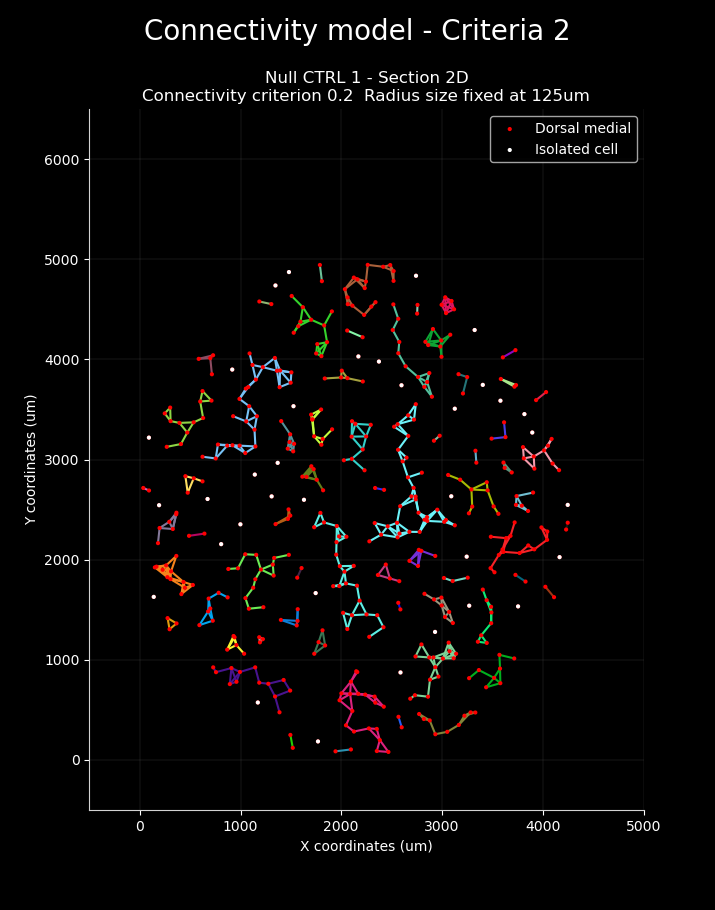 Connectivity model - Criteria 2
Null CTRL 1 - Section 2D
Connectivity criterion 0.2  Radius size fixed at 125um
Dorsal medial
Isolated cell
6000
5000
4000
3000
2000
1000
0
Y coordinates (um)
0 1000 2000 3000 4000 5000
X coordinates (um)